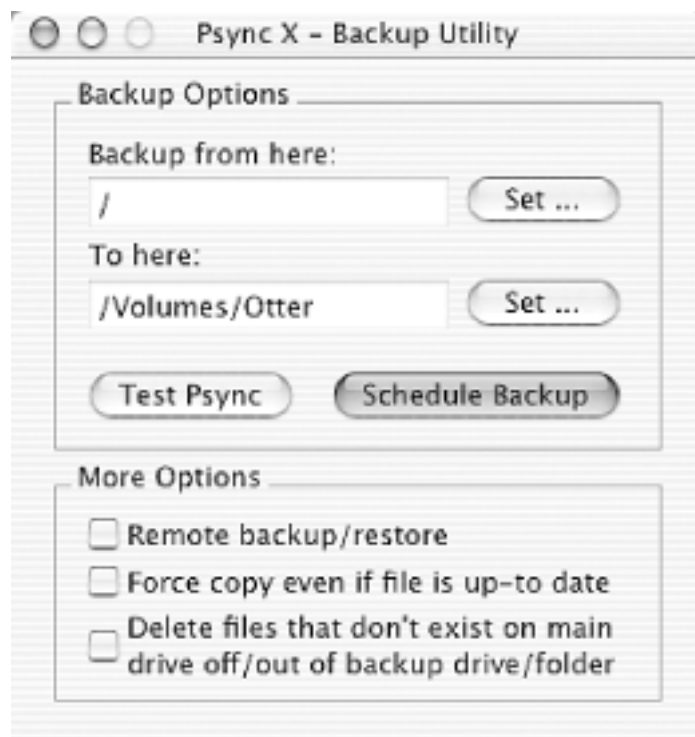 Psync X - Backup Utility
Backup Options
Backup from here:
/
Set ...
To here:
/Volumes/Otter
Set ...
Test Psync
Schedule Backup
More Options
Remote backup/restore
Force copy even if file is up-to date
Delete files that don't exist on main
drive off/out of backup drive/folder